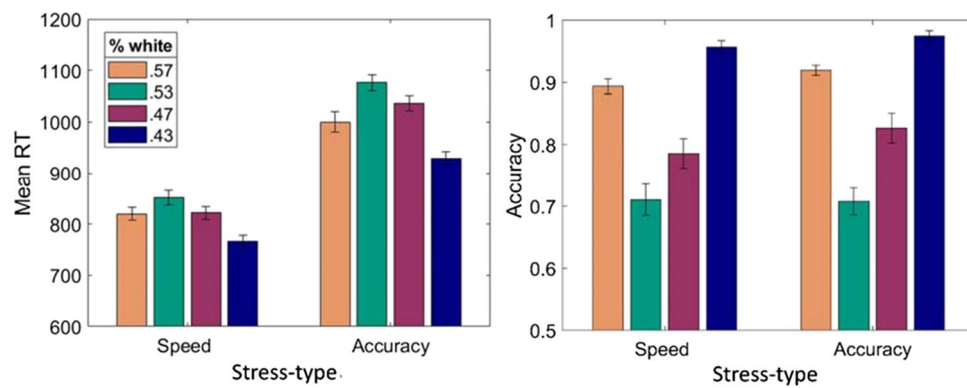 Mean RT
1200
1100
1000
900
800
700
600
% white
.57
.53
.47
.43
Speed
Accuracy
Stress-type.
Accuracy
1
0.9
0.8
0.7
0.6
0.5
Speed
Accuracy
Stress-type